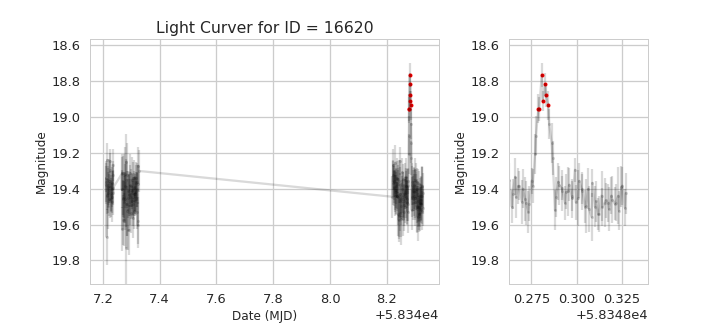 Light Curver for ID = 16620
Magnitude
18.6
18.8
19.0
19.2
19.4
19.6
19.8
7.2 7.4 7.6 7.8 8.0 8.2
Date (MJD)
+5.834e4
Magnitude
18.6
18.8
19.0
19.2
19.4
19.6
19.8
0.275 0.300 0.325
+5.8348e4